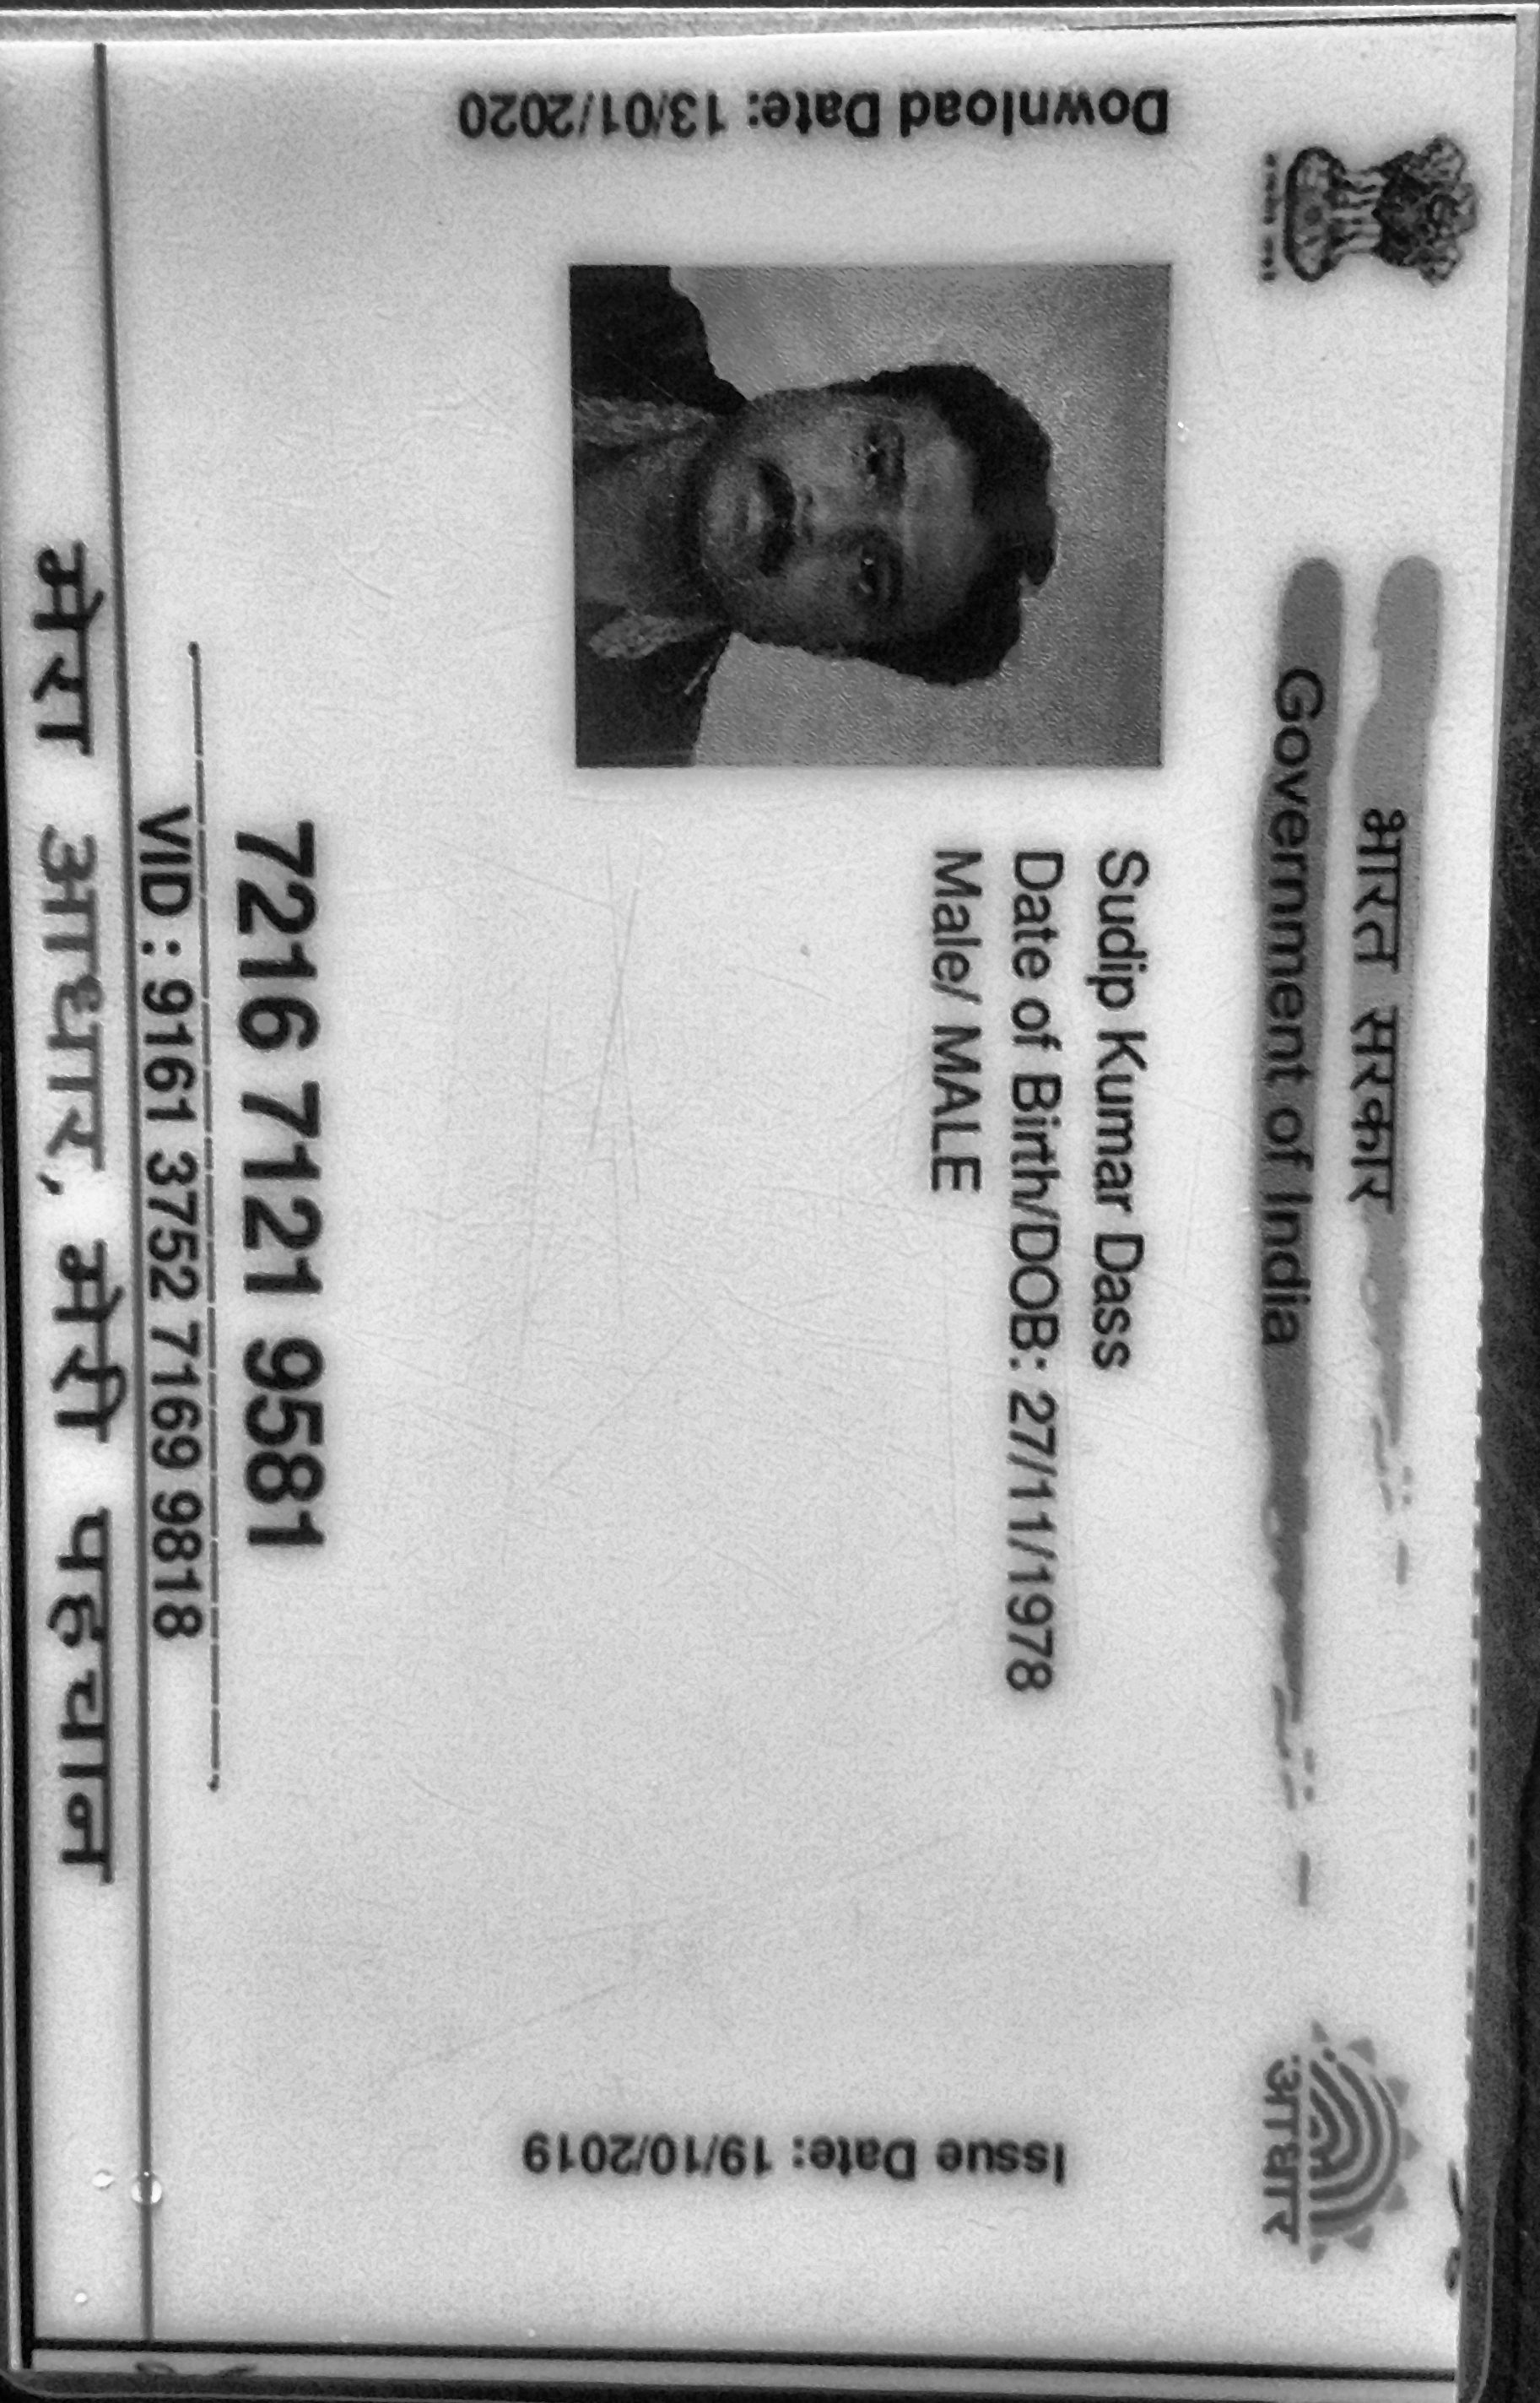 भारत सरकार
Government of India
Download Date: 13/01/2020
Sudip Kumar Dass
Date of Birth/DOB: 27/11/1978
Male/ MALE
Issue Date: 19/10/2019
आधार
7216 7121 9581
VID : 9161 3752 7169 9818
मेरा आधार, मेरी पहचान